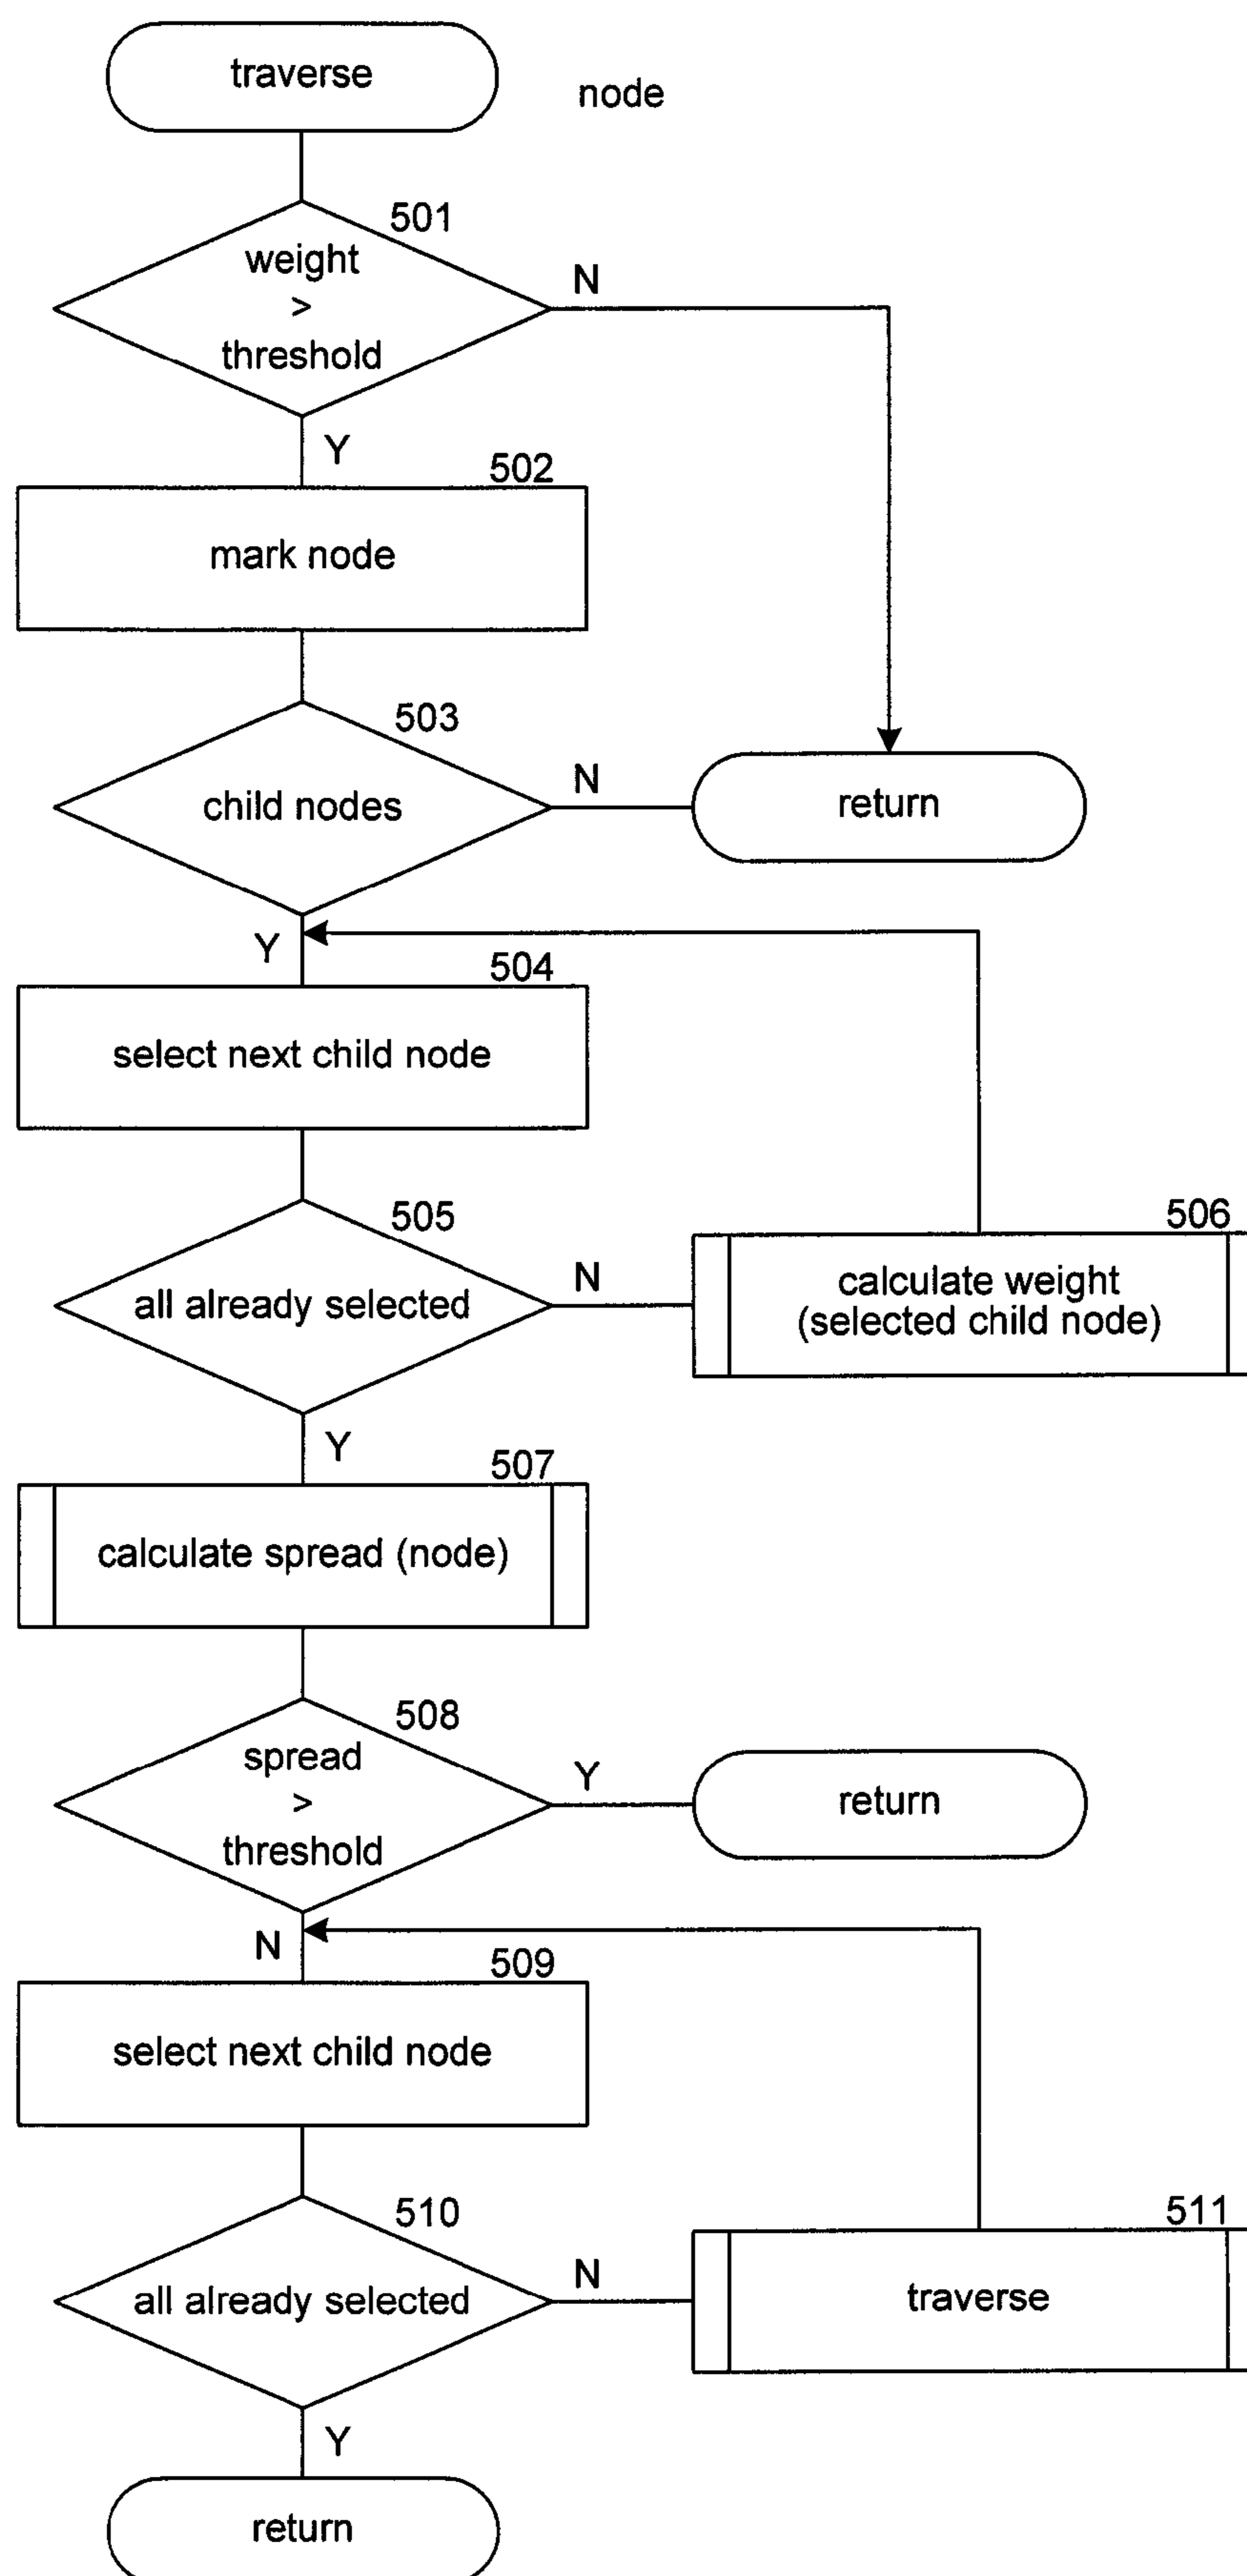 traverse
node
501
weight
>
threshold
N
Y
502
mark node
503
child nodes
N
return
Y
504
select next child node
505
all already selected
N
506
calculate weight
(selected child node)
Y
507
calculate spread (node)
508
spread
>
threshold
Y
return
N
509
select next child node
510
all already selected
N
511
traverse
Y
return